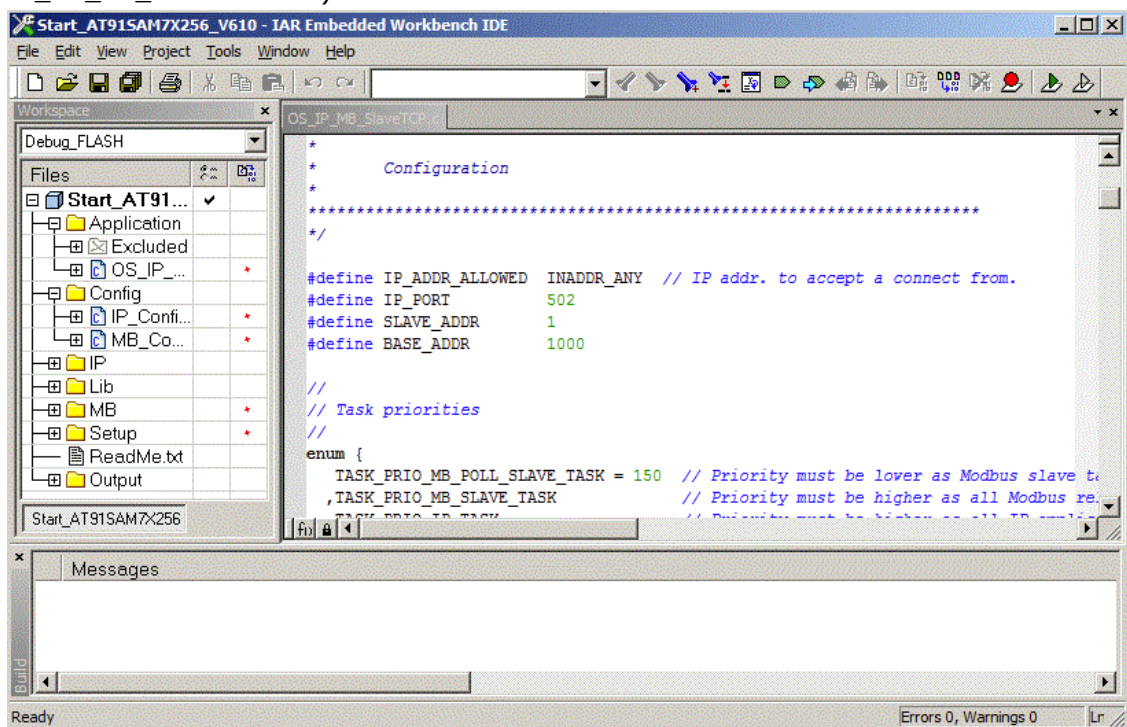 Start_AT91SAM7X256_V610 - IAR Embedded Workbench IDE
File Edit View Project Tools Window Help
Workspace
OS_IP_MB_SlaveTCP.c
Debug_FLASH
Files
Start_AT91...
Application
Excluded
OS_IP_...
Config
IP_Confi...
MB_Co...
IP
Lib
MB
Setup
ReadMe.txt
Output
Start_AT91SAM7X256
*
* Configuration
*
**********************************************************************
*/
#define IP_ADDR_ALLOWED INADDR_ANY // IP addr. to accept a connect from.
#define IP_PORT 502
#define SLAVE_ADDR 1
#define BASE_ADDR 1000
//
// Task priorities
//
enum {
TASK_PRIO_MB_POLL_SLAVE_TASK = 150 // Priority must be lower as Modbus slave ta
,TASK_PRIO_MB_SLAVE_TASK // Priority must be higher as all Modbus re
Messages
Build
Ready
Errors 0, Warnings 0
Ln